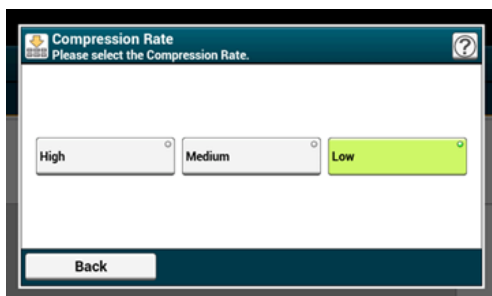 Compression Rate
Please select the Compression Rate.
?
High
Medium
Low
Back